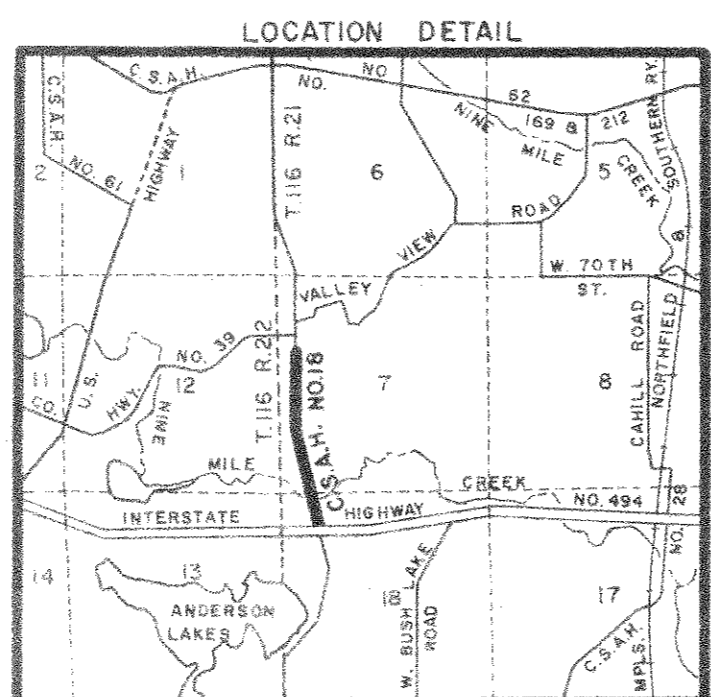 LOCATION DETAIL
C.S.A.H. NO. 62
C.S.A.H. NO. 61
U.S. HIGHWAY NO. 169 & 212
NINE MILE CREEK
SOUTHERN RY.
2
1
6
5
T.116 R.21
VALLEY VIEW ROAD
W. 70TH ST.
T.116 R.22
CO. HWY. NO. 39
11
12
7
8
C.S.A.H. NO.18
CAHILL ROAD
NORTHFIELD &
NINE MILE CREEK
INTERSTATE HIGHWAY NO. 494
14
13
18
17
ANDERSON LAKES
W. BUSH LAKE ROAD
C.S.A.H. NO. 28
MPLS.